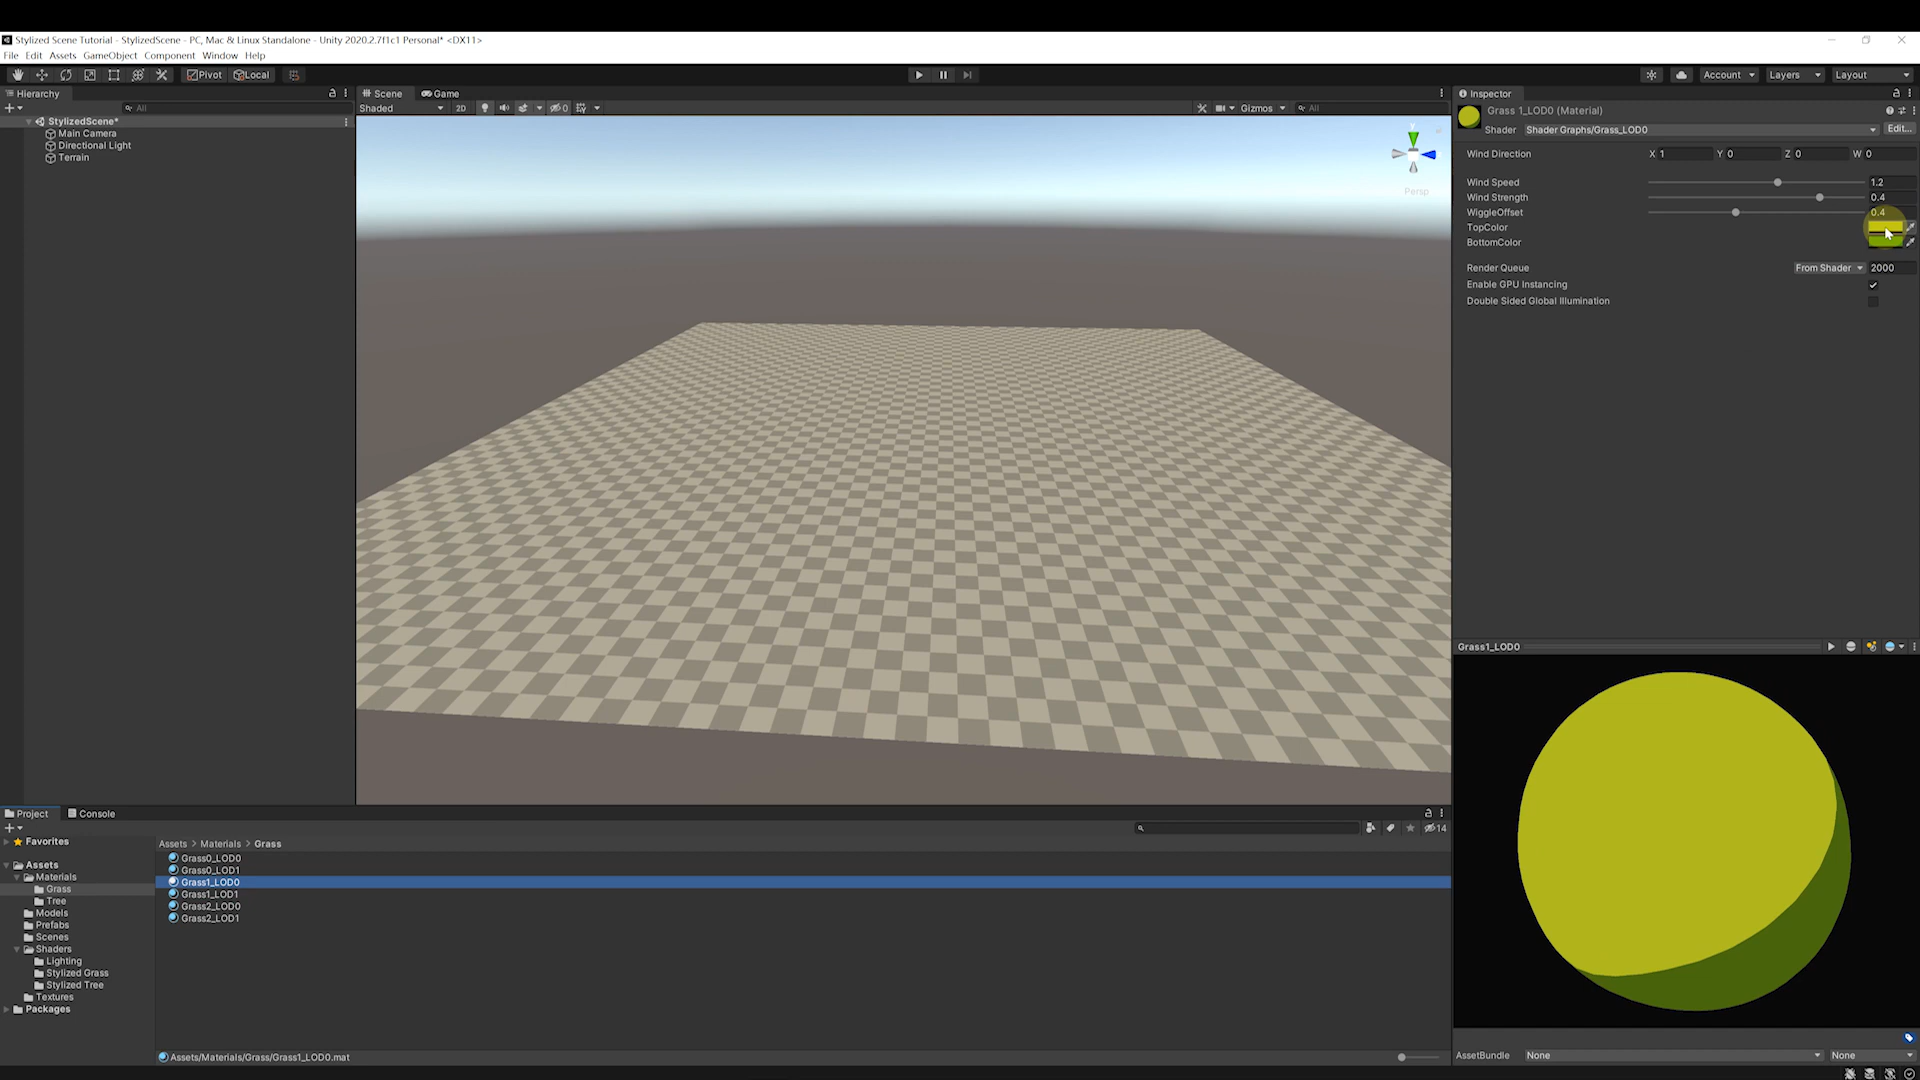 Stylized Scene Tutorial - StylizedScene - PC, Mac & Linux Standalone - Unity 2020.2.7f1c1 Personal* <DX11>
File Edit Assets GameObject Component Window Help
Pivot Local Account Layers Layout
Hierarchy
All
StylizedScene*
Main Camera
Directional Light
Terrain
Scene Game
Shaded 2D 0 Gizmos All
Persp
Inspector
Grass 1_LOD0 (Material)
Shader Shader Graphs/Grass_LOD0 Edit...
Wind Direction X 1 Y 0 Z 0 W 0
Wind Speed 1.2
Wind Strength 0.4
WiggleOffset 0.4
TopColor
BottomColor
Render Queue From Shader 2000
Enable GPU Instancing
Double Sided Global Illumination
Grass1_LOD0
AssetBundle None None
Project Console
14
Favorites
Assets
Materials
Grass
Tree
Models
Prefabs
Scenes
Shaders
Lighting
Stylized Grass
Stylized Tree
Textures
Packages
Assets > Materials > Grass
Grass0_LOD0
Grass0_LOD1
Grass1_LOD0
Grass1_LOD1
Grass2_LOD0
Grass2_LOD1
Assets/Materials/Grass/Grass1_LOD0.mat